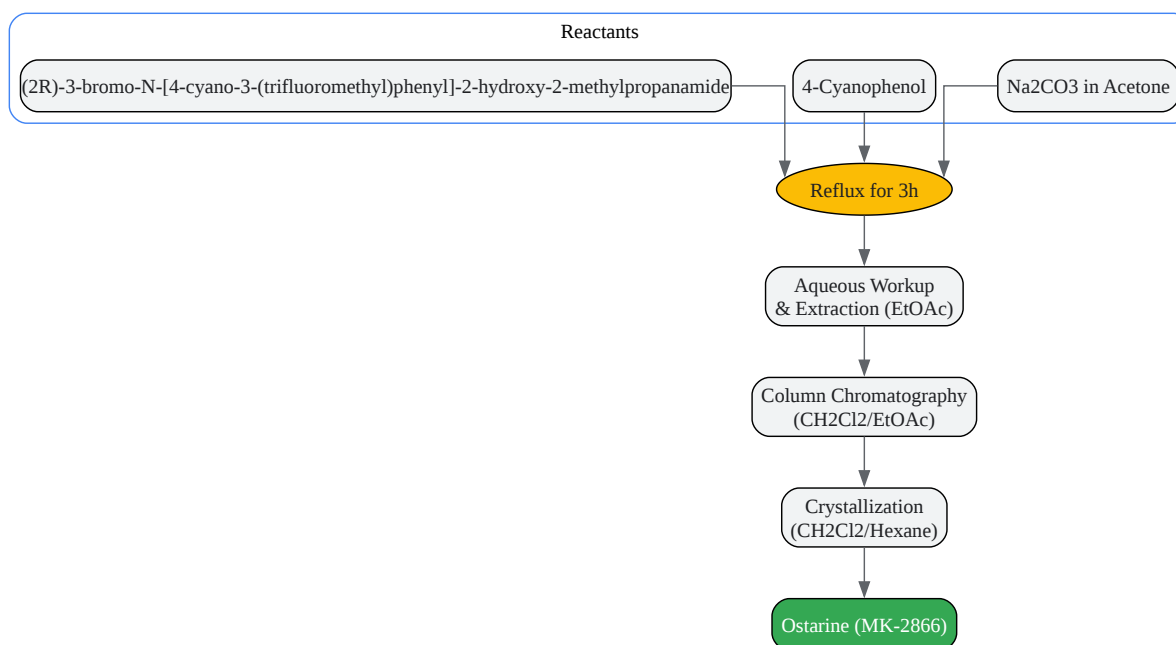 Reactants
(2R)-3-bromo-N-[4-cyano-3-(trifluoromethyl)phenyl]-2-hydroxy-2-methylpropanamide
4-Cyanophenol
Na2CO3 in Acetone
Reflux for 3h
Aqueous Workup
& Extraction (EtOAc)
Column Chromatography
(CH2Cl2/EtOAc)
Crystallization
(CH2Cl2/Hexane)
Ostarine (MK-2866)